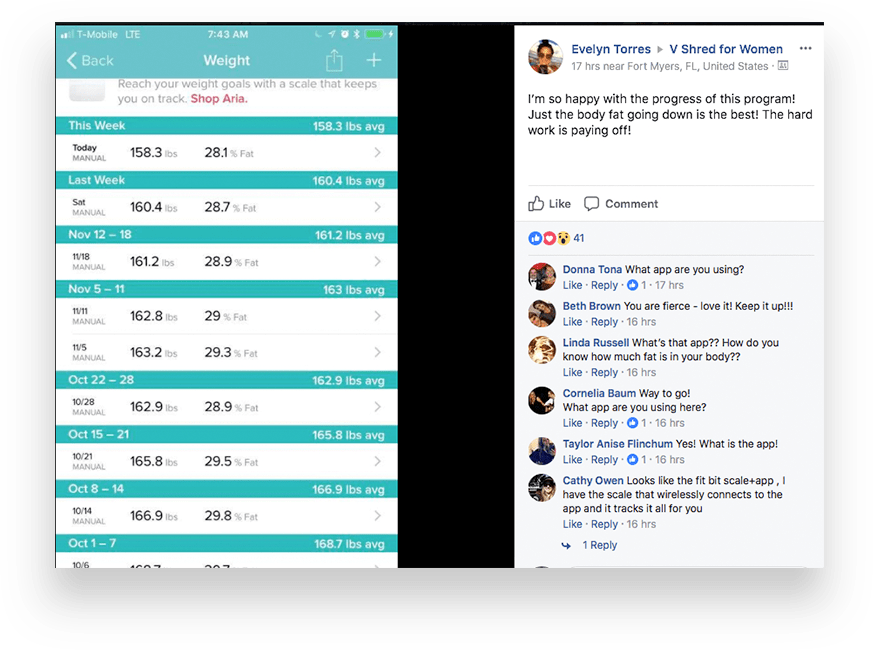 T-Mobile LTE 7:43 AM
Back Weight +
Reach your weight goals with a scale that keeps
you on track. Shop Aria.
This Week 158.3 lbs avg
Today
MANUAL 158.3 lbs 28.1 % Fat
Last Week 160.4 lbs avg
Sat
MANUAL 160.4 lbs 28.7 % Fat
Nov 12 – 18 161.2 lbs avg
11/18
MANUAL 161.2 lbs 28.9 % Fat
Nov 5 – 11 163 lbs avg
11/11
MANUAL 162.8 lbs 29 % Fat
11/5
MANUAL 163.2 lbs 29.3 % Fat
Oct 22 – 28 162.9 lbs avg
10/28
MANUAL 162.9 lbs 28.9 % Fat
Oct 15 – 21 165.8 lbs avg
10/21
MANUAL 165.8 lbs 29.5 % Fat
Oct 8 – 14 166.9 lbs avg
10/14
MANUAL 166.9 lbs 29.8 % Fat
Oct 1 – 7 168.7 lbs avg
10/6
Evelyn Torres ▸ V Shred for Women ...
17 hrs near Fort Myers, FL, United States ·
I'm so happy with the progress of this program!
Just the body fat going down is the best! The hard
work is paying off!
Like Comment
41
Donna Tona What app are you using?
Like · Reply · 1 · 17 hrs
Beth Brown You are fierce - love it! Keep it up!!!
Like · Reply · 16 hrs
Linda Russell What's that app?? How do you
know how much fat is in your body??
Like · Reply · 16 hrs
Cornelia Baum Way to go!
What app are you using here?
Like · Reply · 1 · 16 hrs
Taylor Anise Flinchum Yes! What is the app!
Like · Reply · 1 · 16 hrs
Cathy Owen Looks like the fit bit scale+app , I
have the scale that wirelessly connects to the
app and it tracks it all for you
Like · Reply · 16 hrs
1 Reply